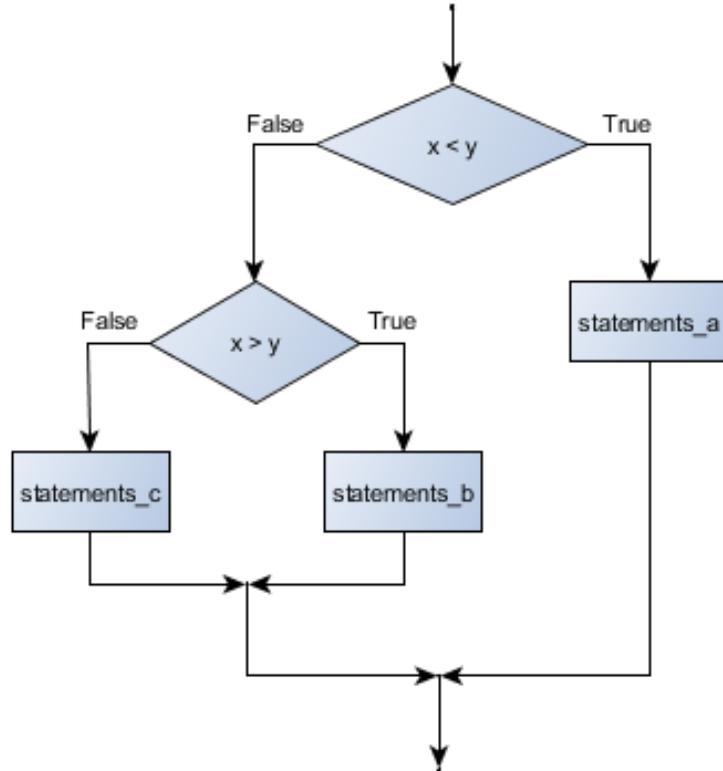 False
True
x < y
False
True
x > y
statements_a
statements_c
statements_b